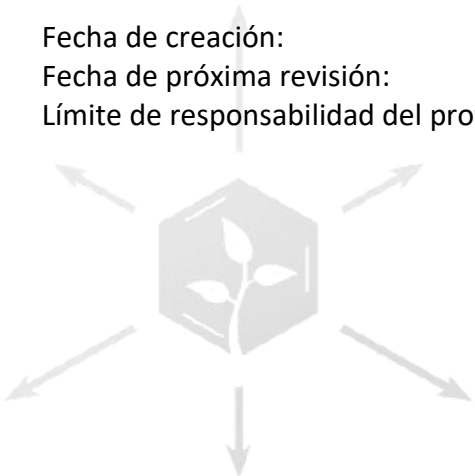 Fecha de creación:
Fecha de próxima revisión:
Límite de responsabilidad del pro